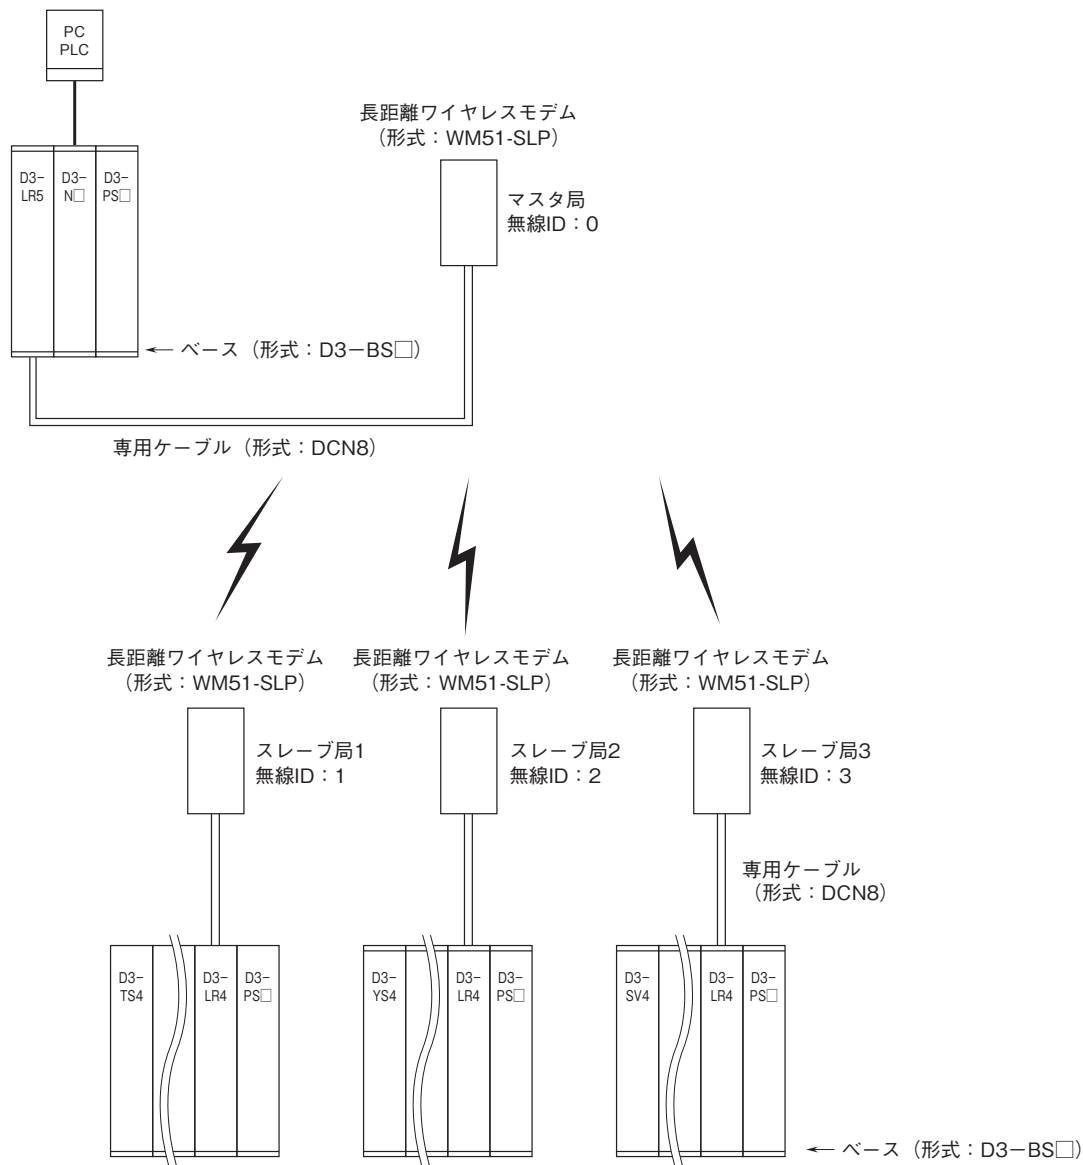 PC
PLC
長距離ワイヤレスモデム
（形式：WM51-SLP）
D3−
LR5
D3−
N□
D3−
PS□
マスタ局
無線ID：0
← ベース（形式：D3−BS□）
専用ケーブル（形式：DCN8）
長距離ワイヤレスモデム
（形式：WM51-SLP）
長距離ワイヤレスモデム
（形式：WM51-SLP）
長距離ワイヤレスモデム
（形式：WM51-SLP）
スレーブ局1
無線ID：1
スレーブ局2
無線ID：2
スレーブ局3
無線ID：3
専用ケーブル
（形式：DCN8）
D3−
TS4
D3−
LR4
D3−
PS□
D3−
YS4
D3−
LR4
D3−
PS□
D3−
SV4
D3−
LR4
D3−
PS□
← ベース（形式：D3−BS□）